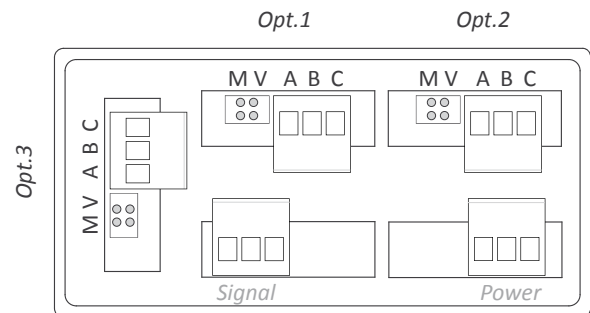 Opt.1 Opt.2
M V A B C M V A B C
Opt.3
M V A B C
Signal Power